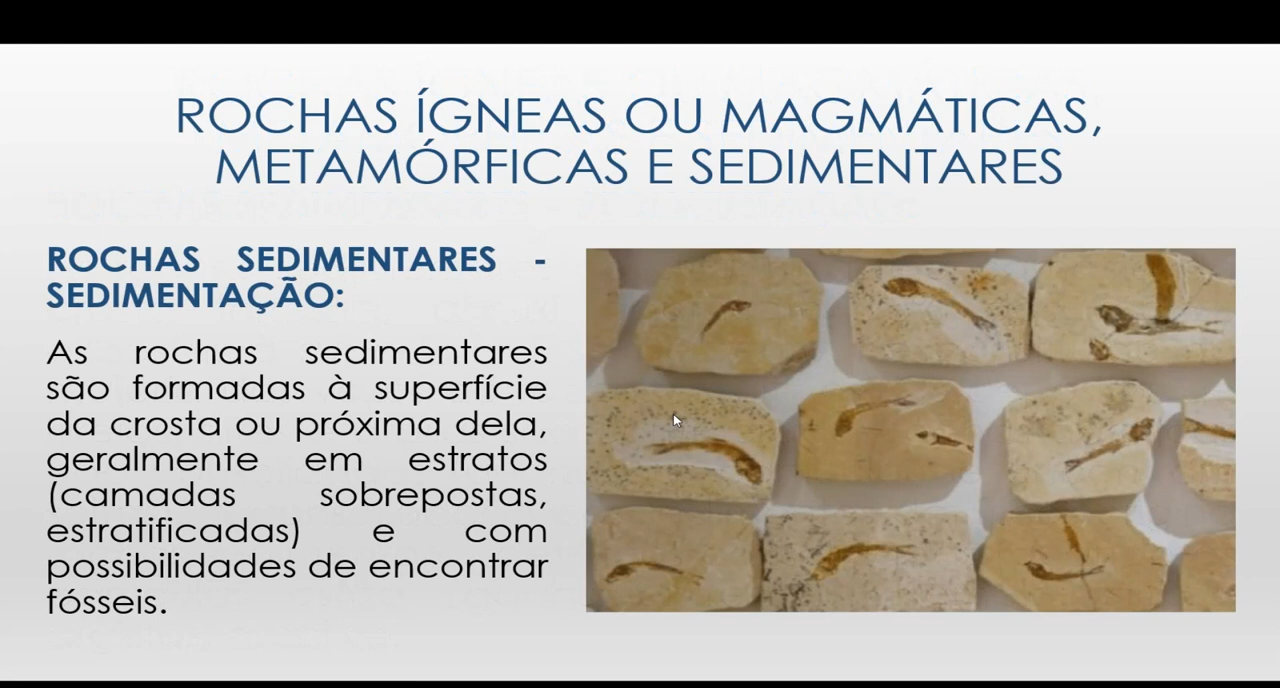 ROCHAS ÍGNEAS OU MAGMÁTICAS,
METAMÓRFICAS E SEDIMENTARES
ROCHAS SEDIMENTARES -
SEDIMENTAÇÃO:
As rochas sedimentares
são formadas à superfície
da crosta ou próxima dela,
geralmente em estratos
(camadas sobrepostas,
estratificadas) e com
possibilidades de encontrar
fósseis.